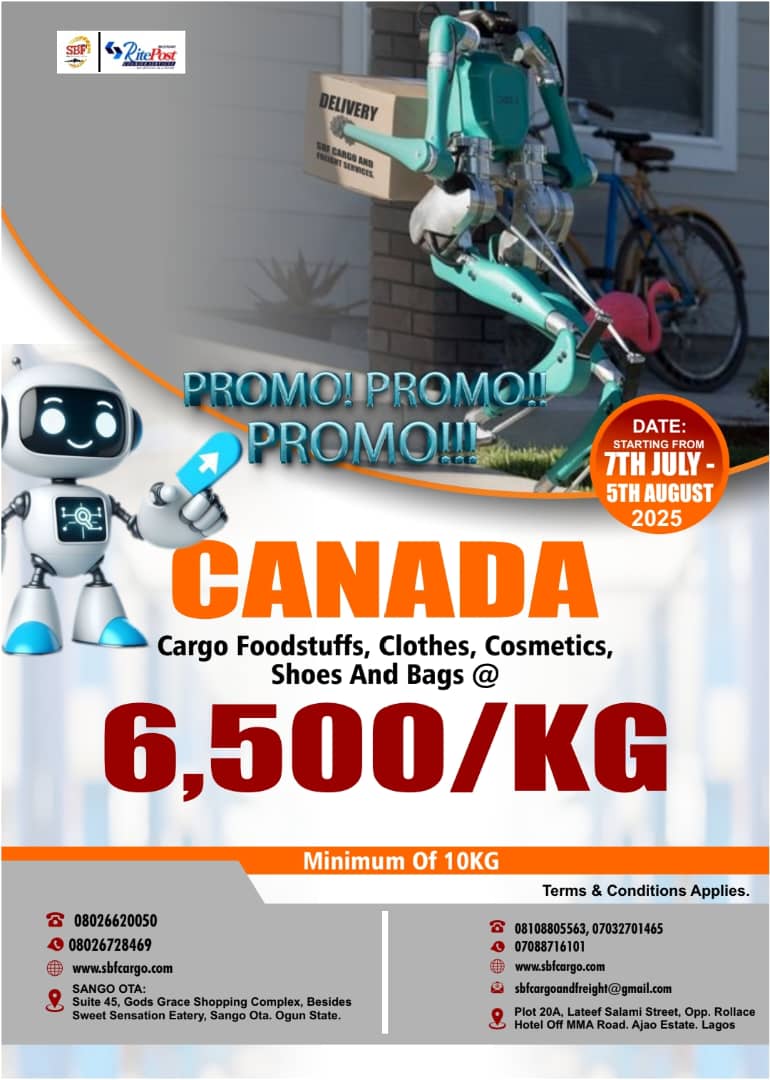 SBF
RitePost
COURIER SERVICES
DELIVERY
SBF CARGO AND
FREIGHT SERVICES.
PROMO! PROMO!!
PROMO!!!
DATE:
STARTING FROM
7TH JULY -
5TH AUGUST
2025
CANADA
Cargo Foodstuffs, Clothes, Cosmetics,
Shoes And Bags @
6,500/KG
Minimum Of 10KG
Terms & Conditions Applies.
08026620050
08026728469
www.sbfcargo.com
SANGO OTA:
Suite 45, Gods Grace Shopping Complex, Besides
Sweet Sensation Eatery, Sango Ota. Ogun State.
08108805563, 07032701465
07088716101
www.sbfcargo.com
sbfcargoandfreight@gmail.com
Plot 20A, Lateef Salami Street, Opp. Rollace
Hotel Off MMA Road. Ajao Estate. Lagos